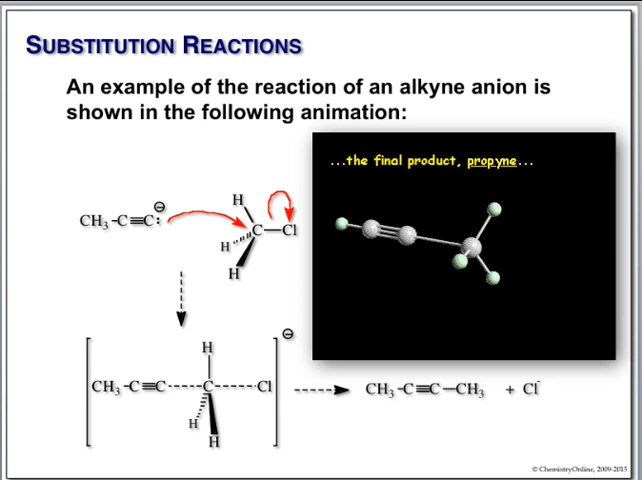 SUBSTITUTION REACTIONS
An example of the reaction of an alkyne anion is
shown in the following animation:
...the final product, propyne...
CH₃-C≡C:
⊖
H
C—Cl
H
H
⊖
H
CH₃-C≡C-----C-----Cl
H
H
CH₃-C≡C—CH₃ + Cl⁻
© ChemistryOnline, 2009-2015